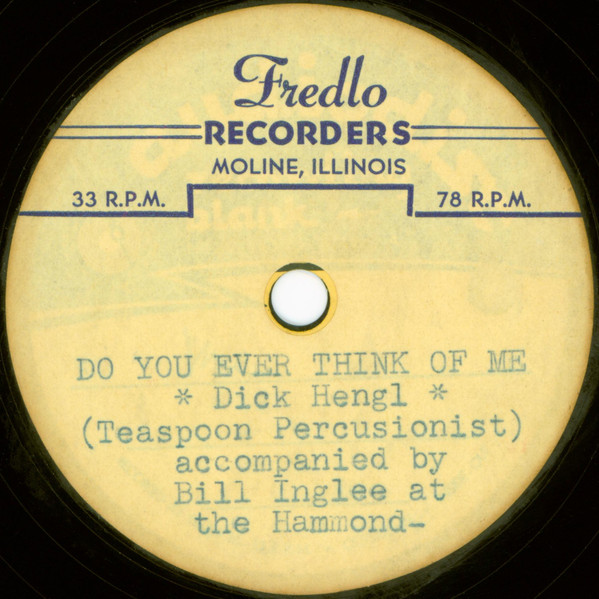 Fredlo
RECORDERS
MOLINE, ILLINOIS
33 R.P.M. 78 R.P.M.
DO YOU EVER THINK OF ME
* Dick Hengl *
(Teaspoon Percusionist)
accompanied by
Bill Inglee at
the Hammond-